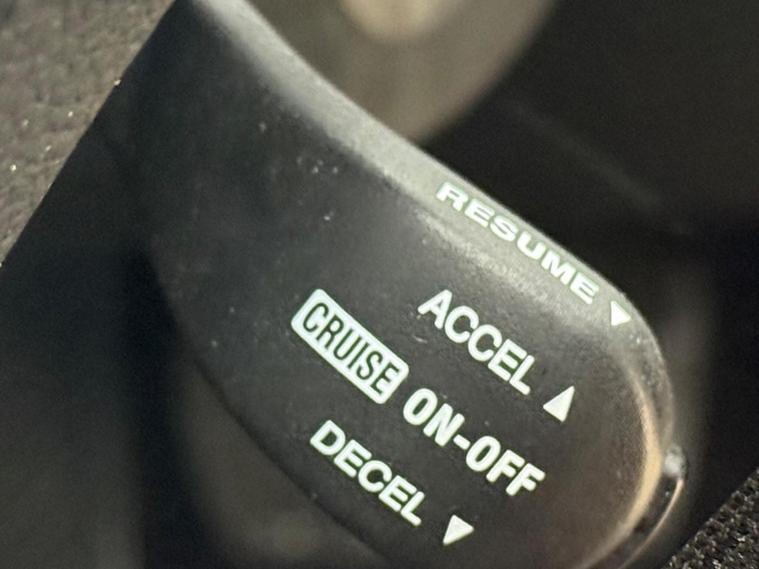 RESUME ▼
ACCEL ▲
CRUISE ON-OFF
DECEL ▼